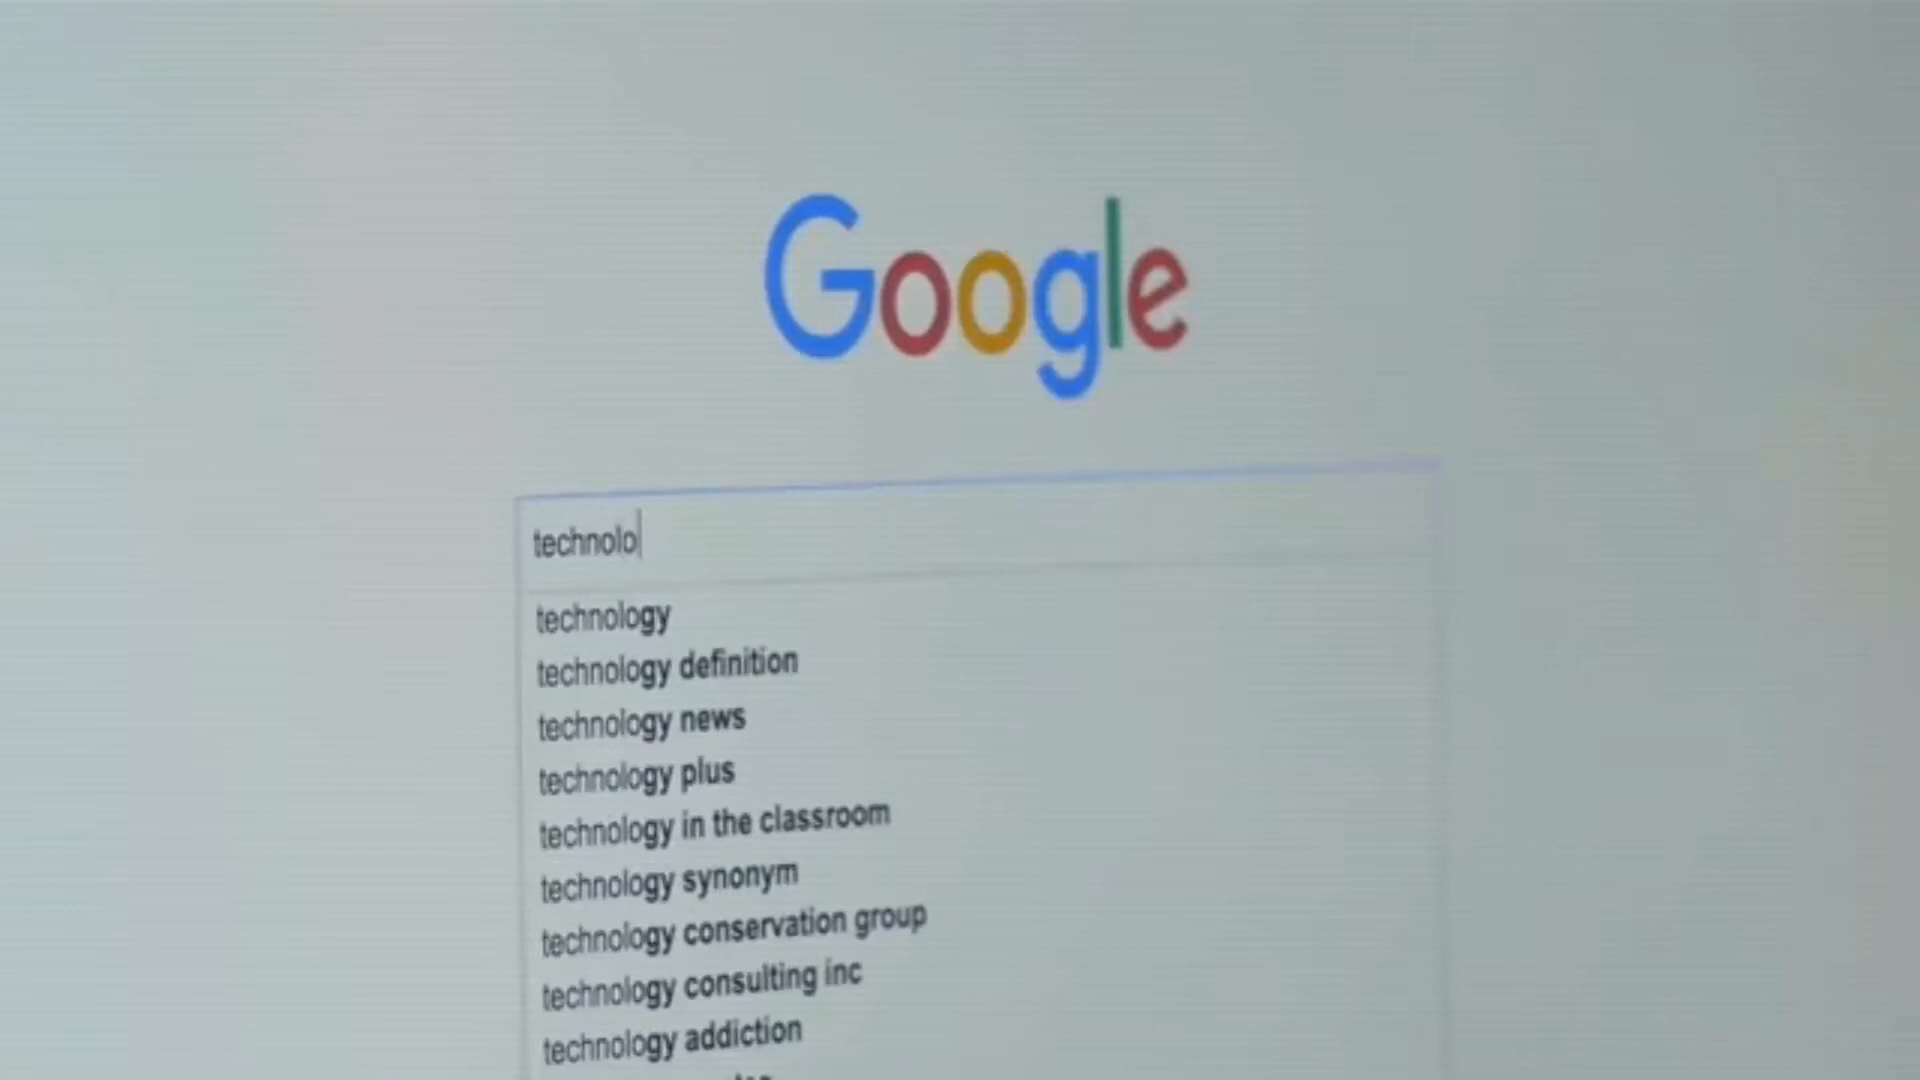 Google
technolo
technology
technology definition
technology news
technology plus
technology in the classroom
technology synonym
technology conservation group
technology consulting inc
technology addiction